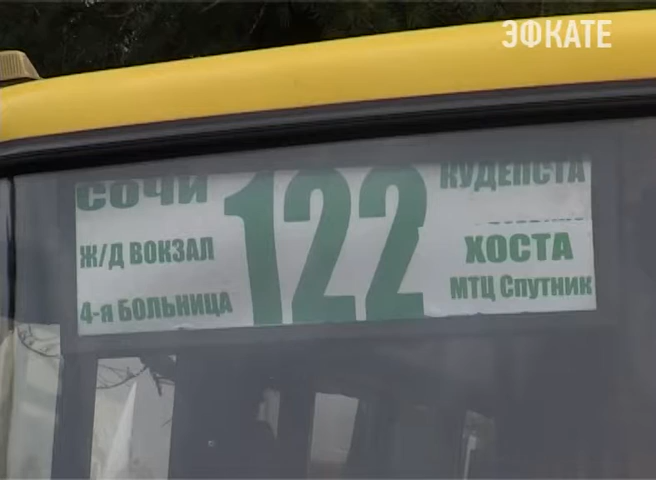 ЭФКАТЕ
СОЧИ
Ж/Д ВОКЗАЛ
4-я БОЛЬНИЦА
122
КУДЕПСТА
ХОСТА
МТЦ Спутник